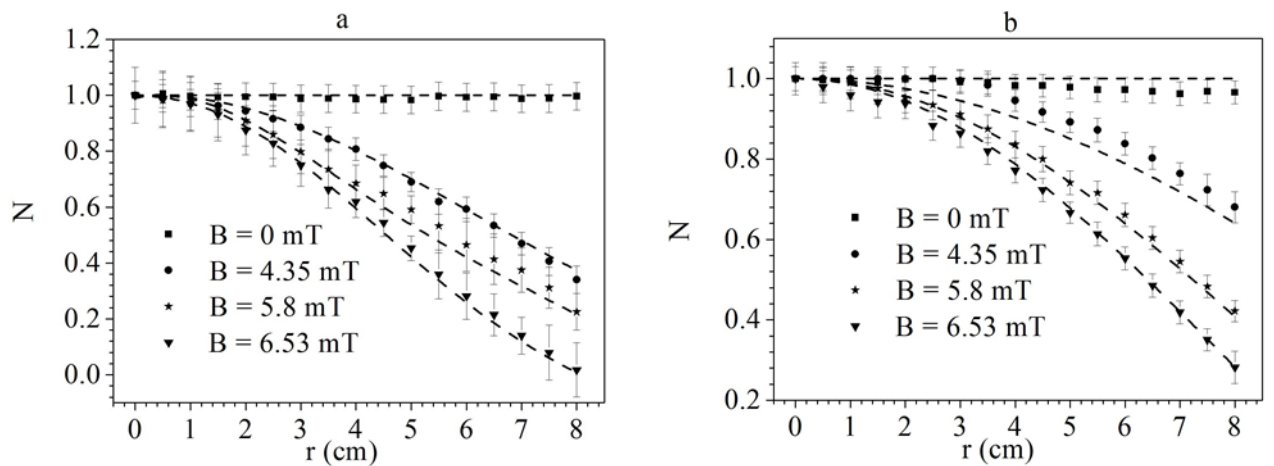 a
1.2
1.0
0.8
0.6
0.4
0.2
0.0
N
B = 0 mT
B = 4.35 mT
B = 5.8 mT
B = 6.53 mT
0 1 2 3 4 5 6 7 8
r (cm)
b
1.0
0.8
0.6
0.4
0.2
N
B = 0 mT
B = 4.35 mT
B = 5.8 mT
B = 6.53 mT
0 1 2 3 4 5 6 7 8
r (cm)